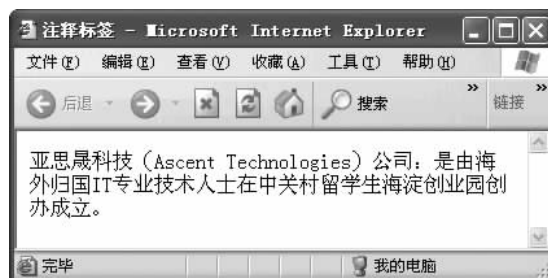 注释标签 - Microsoft Internet Explorer
文件(F) 编辑(E) 查看(V) 收藏(A) 工具(T) 帮助(H)
后退 搜索 » 链接 »
亚思晟科技（Ascent Technologies）公司：是由海
外归国IT专业技术人士在中关村留学生海淀创业园创
办成立。
完毕 我的电脑